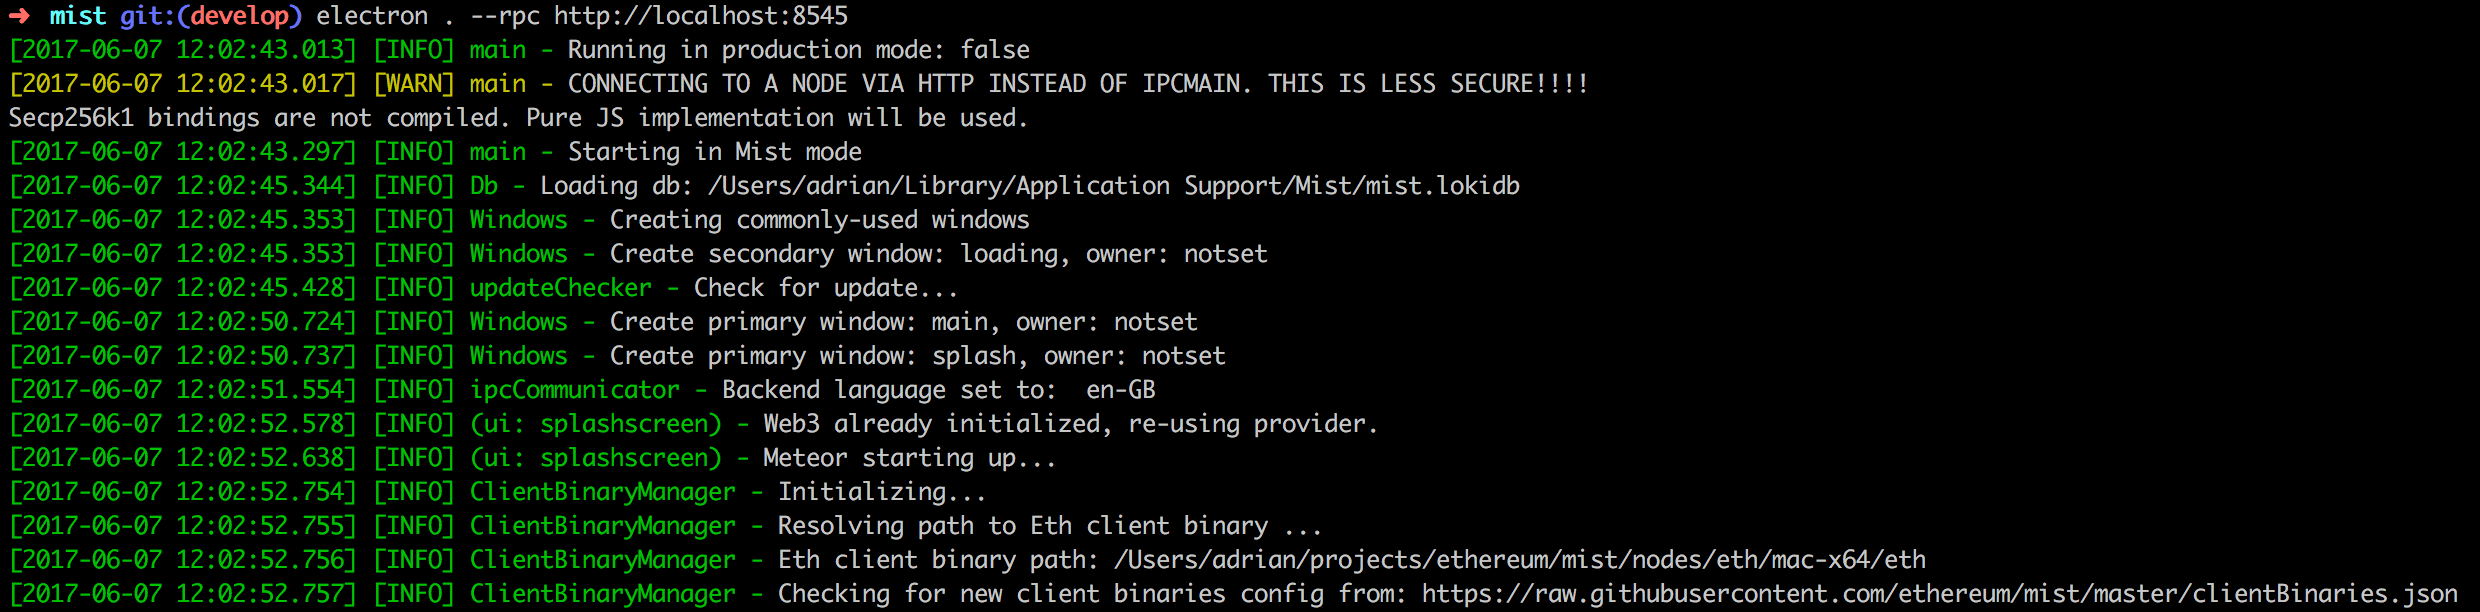 ➜  mist git:(develop) electron . --rpc http://localhost:8545
[2017-06-07 12:02:43.013] [INFO] main - Running in production mode: false
[2017-06-07 12:02:43.017] [WARN] main - CONNECTING TO A NODE VIA HTTP INSTEAD OF IPCMAIN. THIS IS LESS SECURE!!!!
Secp256k1 bindings are not compiled. Pure JS implementation will be used.
[2017-06-07 12:02:43.297] [INFO] main - Starting in Mist mode
[2017-06-07 12:02:45.344] [INFO] Db - Loading db: /Users/adrian/Library/Application Support/Mist/mist.lokidb
[2017-06-07 12:02:45.353] [INFO] Windows - Creating commonly-used windows
[2017-06-07 12:02:45.353] [INFO] Windows - Create secondary window: loading, owner: notset
[2017-06-07 12:02:45.428] [INFO] updateChecker - Check for update...
[2017-06-07 12:02:50.724] [INFO] Windows - Create primary window: main, owner: notset
[2017-06-07 12:02:50.737] [INFO] Windows - Create primary window: splash, owner: notset
[2017-06-07 12:02:51.554] [INFO] ipcCommunicator - Backend language set to:  en-GB
[2017-06-07 12:02:52.578] [INFO] (ui: splashscreen) - Web3 already initialized, re-using provider.
[2017-06-07 12:02:52.638] [INFO] (ui: splashscreen) - Meteor starting up...
[2017-06-07 12:02:52.754] [INFO] ClientBinaryManager - Initializing...
[2017-06-07 12:02:52.755] [INFO] ClientBinaryManager - Resolving path to Eth client binary ...
[2017-06-07 12:02:52.756] [INFO] ClientBinaryManager - Eth client binary path: /Users/adrian/projects/ethereum/mist/nodes/eth/mac-x64/eth
[2017-06-07 12:02:52.757] [INFO] ClientBinaryManager - Checking for new client binaries config from: https://raw.githubusercontent.com/ethereum/mist/master/clientBinaries.json